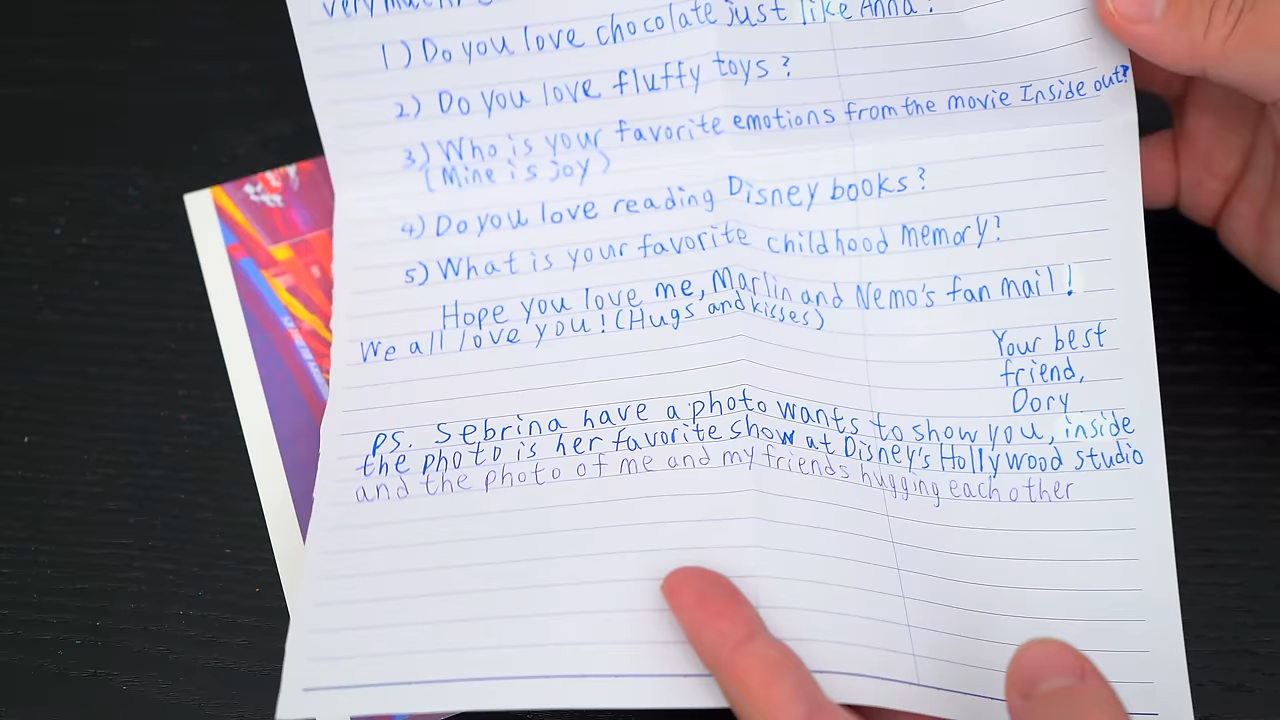 very much!
1) Do you love chocolate just like Anna?
2) Do you love fluffy toys?
3) Who is your favorite emotions from the movie Inside out?
(Mine is joy)
4) Do you love reading Disney books?
5) What is your favorite childhood memory?
Hope you love me, Marlin and Nemo's fan mail!
We all love you! (Hugs and kisses)
Your best
friend,
Dory
ps. Sebrina have a photo wants to show you, inside
the photo is her favorite show at Disney's Hollywood studio
and the photo of me and my friends hugging each other